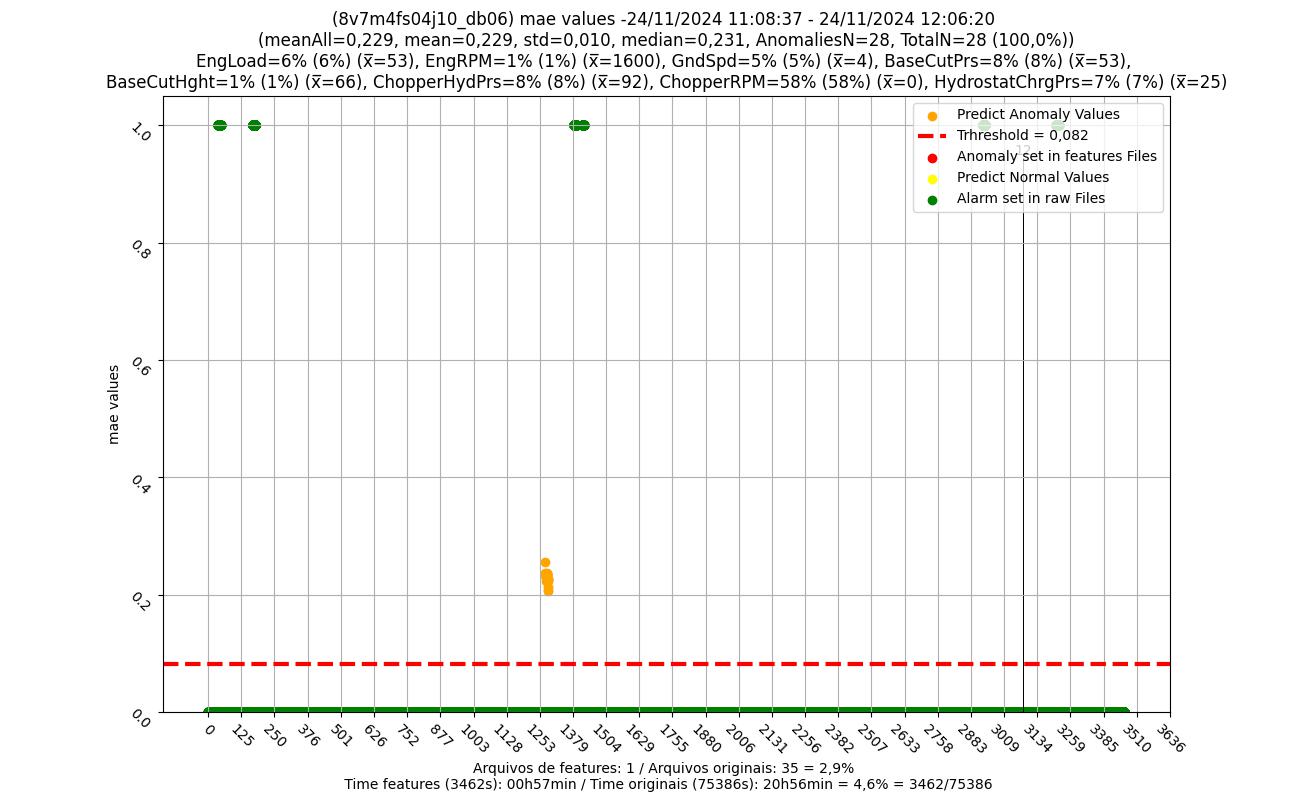 (8v7m4fs04j10_db06) mae values -24/11/2024 11:08:37 - 24/11/2024 12:06:20
(meanAll=0,229, mean=0,229, std=0,010, median=0,231, AnomaliesN=28, TotalN=28 (100,0%))
EngLoad=6% (6%) (x̅=53), EngRPM=1% (1%) (x̅=1600), GndSpd=5% (5%) (x̅=4), BaseCutPrs=8% (8%) (x̅=53),
BaseCutHght=1% (1%) (x̅=66), ChopperHydPrs=8% (8%) (x̅=92), ChopperRPM=58% (58%) (x̅=0), HydrostatChrgPrs=7% (7%) (x̅=25)
Predict Anomaly Values
Trhreshold = 0,082
Anomaly set in features Files
Predict Normal Values
Alarm set in raw Files
12
1.0
0.8
0.6
0.4
0.2
0.0
mae values
0 125 250 376 501 626 752 877 1003 1128 1253 1379 1504 1629 1755 1880 2006 2131 2256 2382 2507 2633 2758 2883 3009 3134 3259 3385 3510 3636
Arquivos de features: 1 / Arquivos originais: 35 = 2,9%
Time features (3462s): 00h57min / Time originais (75386s): 20h56min = 4,6% = 3462/75386